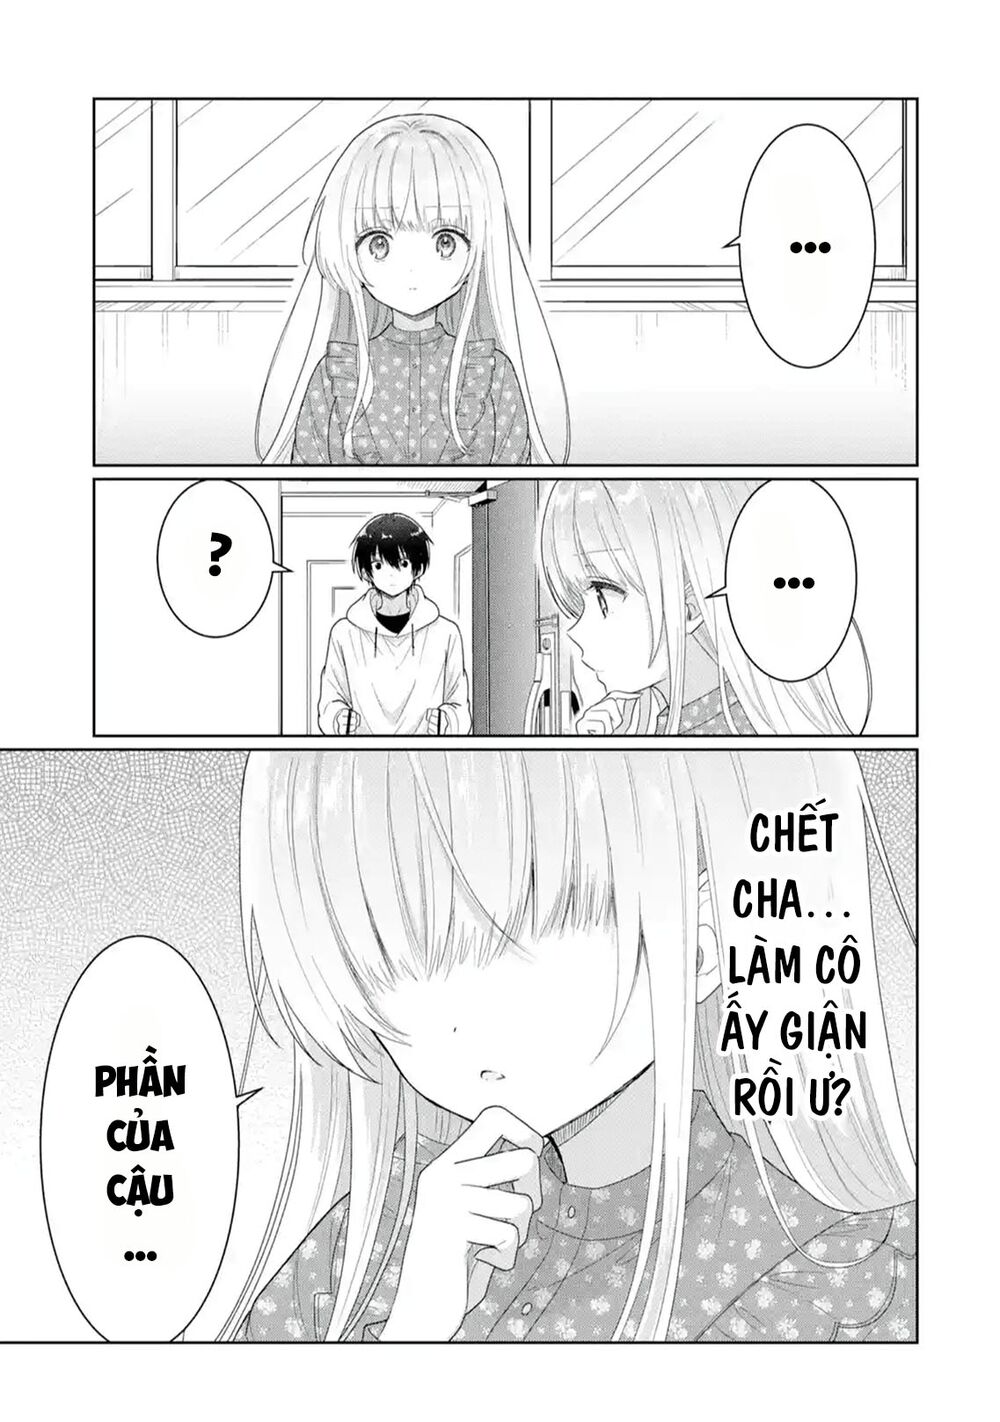 ...
...
?
CHẾT
CHA...
LÀM CÔ
ẤY GIẬN
RỒI Ư?
PHẦN
CỦA
CẬU
...